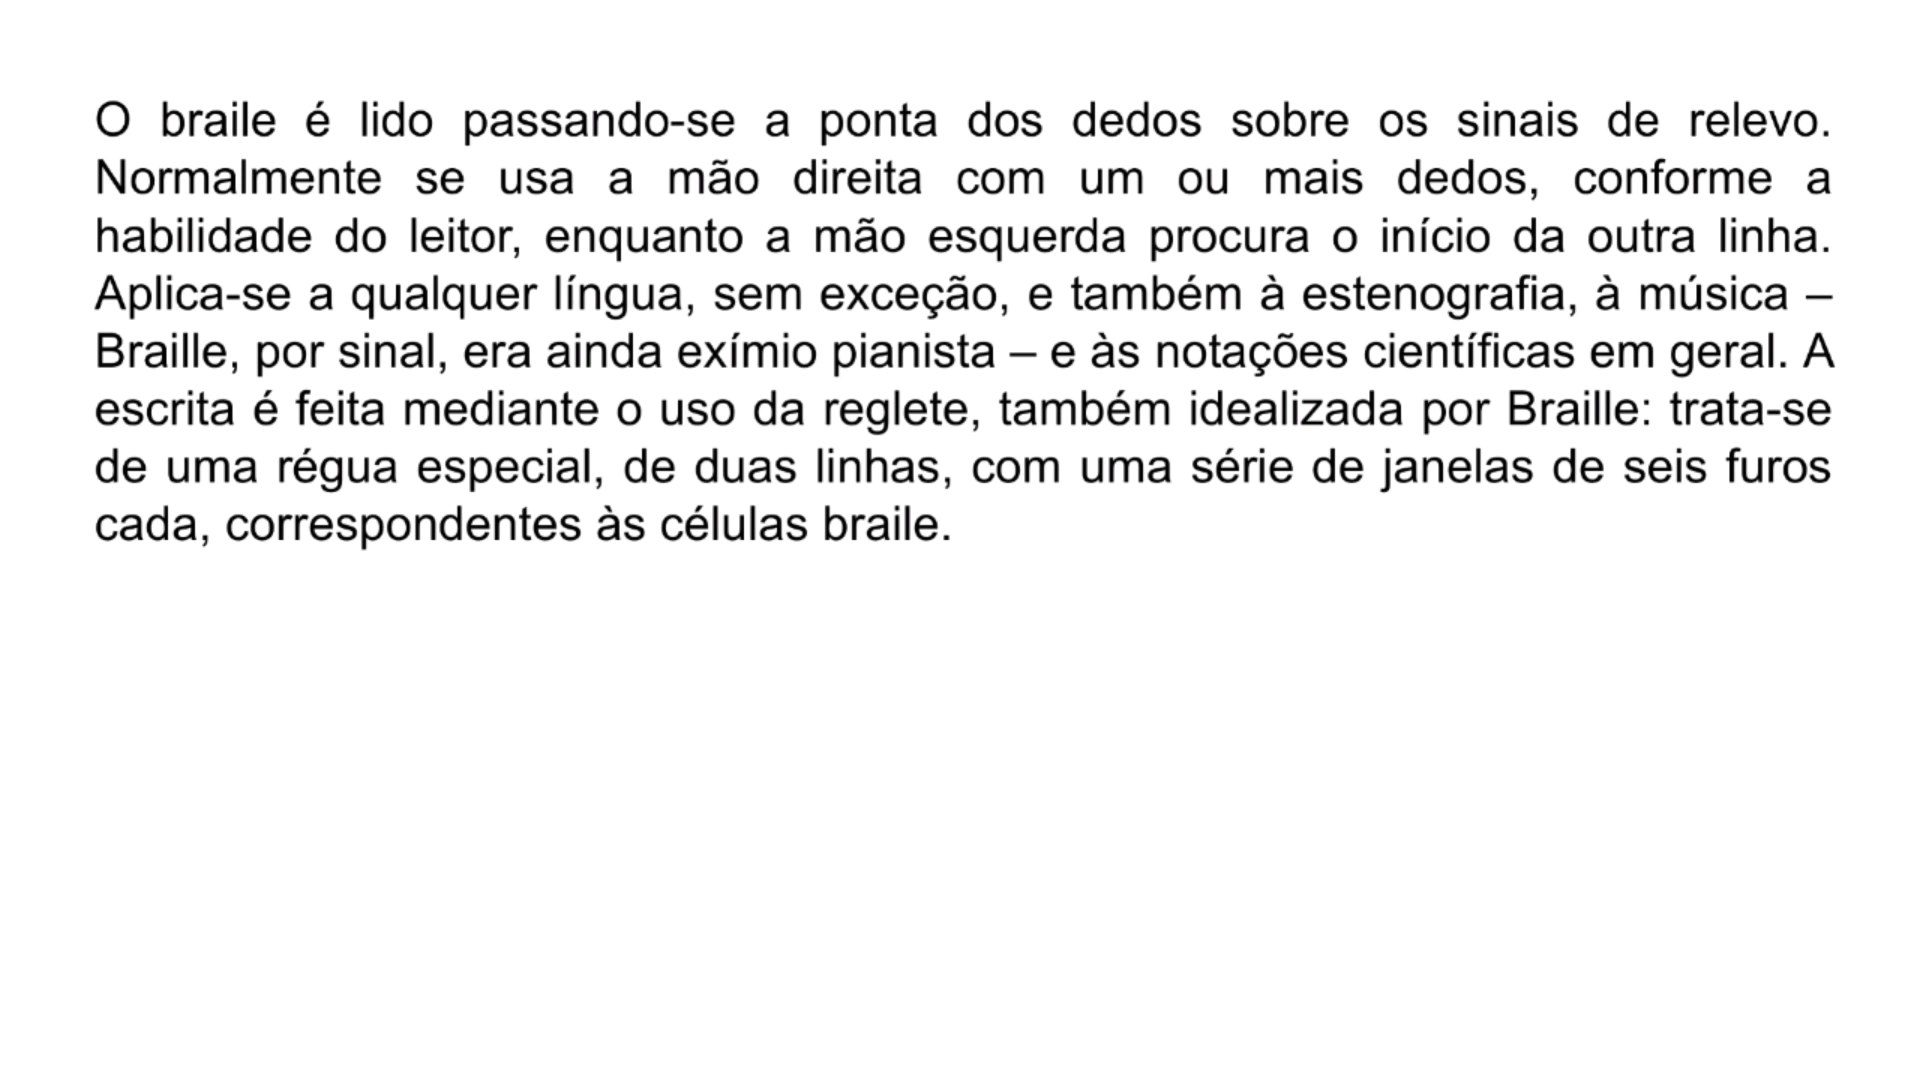 O braile é lido passando-se a ponta dos dedos sobre os sinais de relevo.
Normalmente se usa a mão direita com um ou mais dedos, conforme a
habilidade do leitor, enquanto a mão esquerda procura o início da outra linha.
Aplica-se a qualquer língua, sem exceção, e também à estenografia, à música –
Braille, por sinal, era ainda exímio pianista – e às notações científicas em geral. A
escrita é feita mediante o uso da reglete, também idealizada por Braille: trata-se
de uma régua especial, de duas linhas, com uma série de janelas de seis furos
cada, correspondentes às células braile.